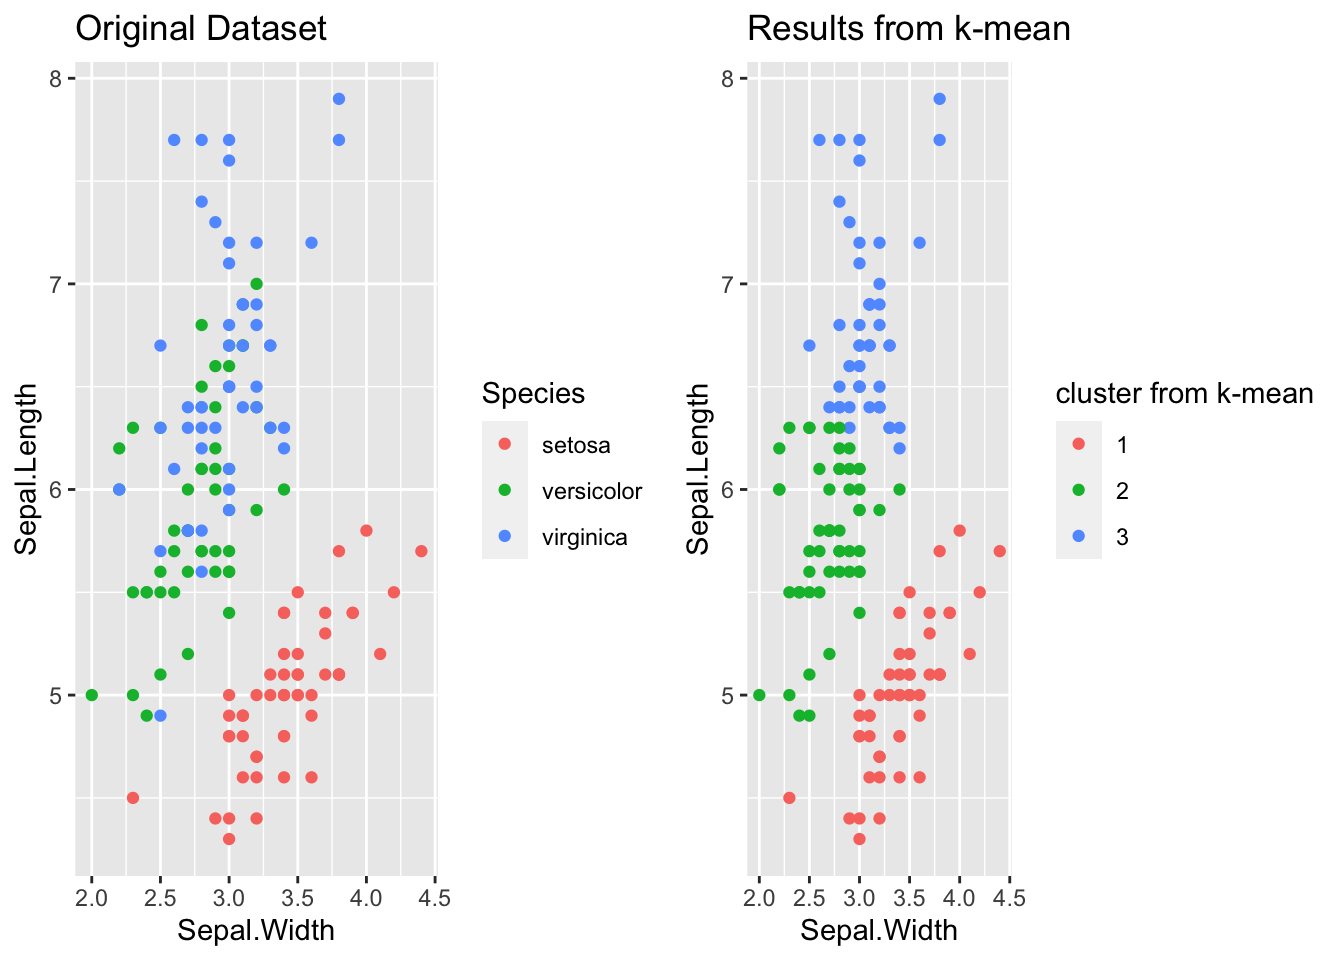 Original Dataset
8
7
6
5
Sepal.Length
2.0 2.5 3.0 3.5 4.0 4.5
Sepal.Width
Species
setosa
versicolor
virginica
Results from k-mean
8
7
6
5
Sepal.Length
2.0 2.5 3.0 3.5 4.0 4.5
Sepal.Width
cluster from k-mean
1
2
3